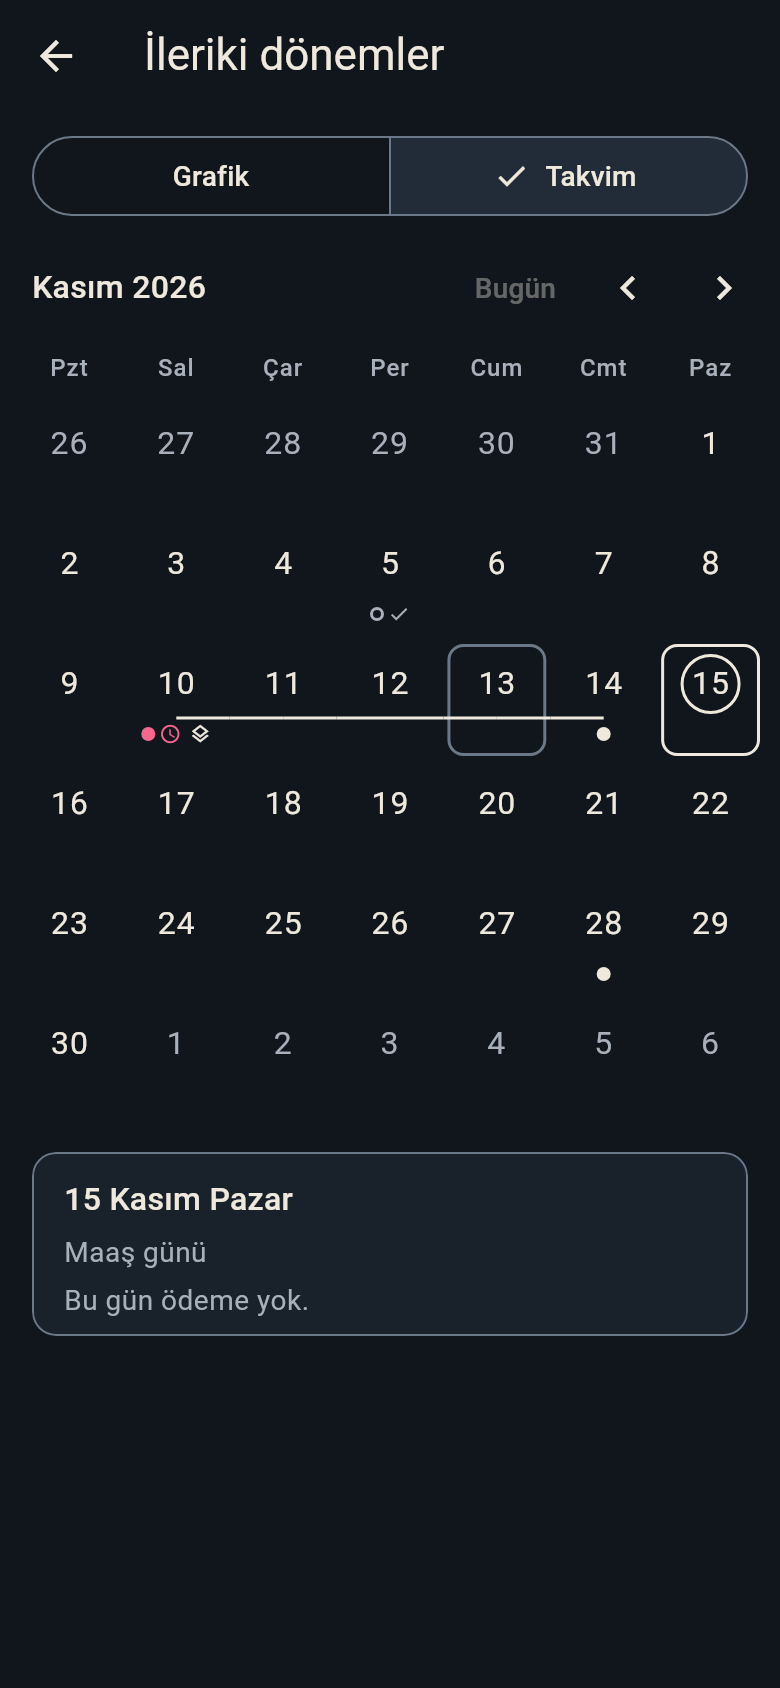 İleriki dönemler
Grafik Takvim
Kasım 2026 Bugün
Pzt Sal Çar Per Cum Cmt Paz
26 27 28 29 30 31 1
2 3 4 5 6 7 8
9 10 11 12 13 14 15
16 17 18 19 20 21 22
23 24 25 26 27 28 29
30 1 2 3 4 5 6
15 Kasım Pazar
Maaş günü
Bu gün ödeme yok.